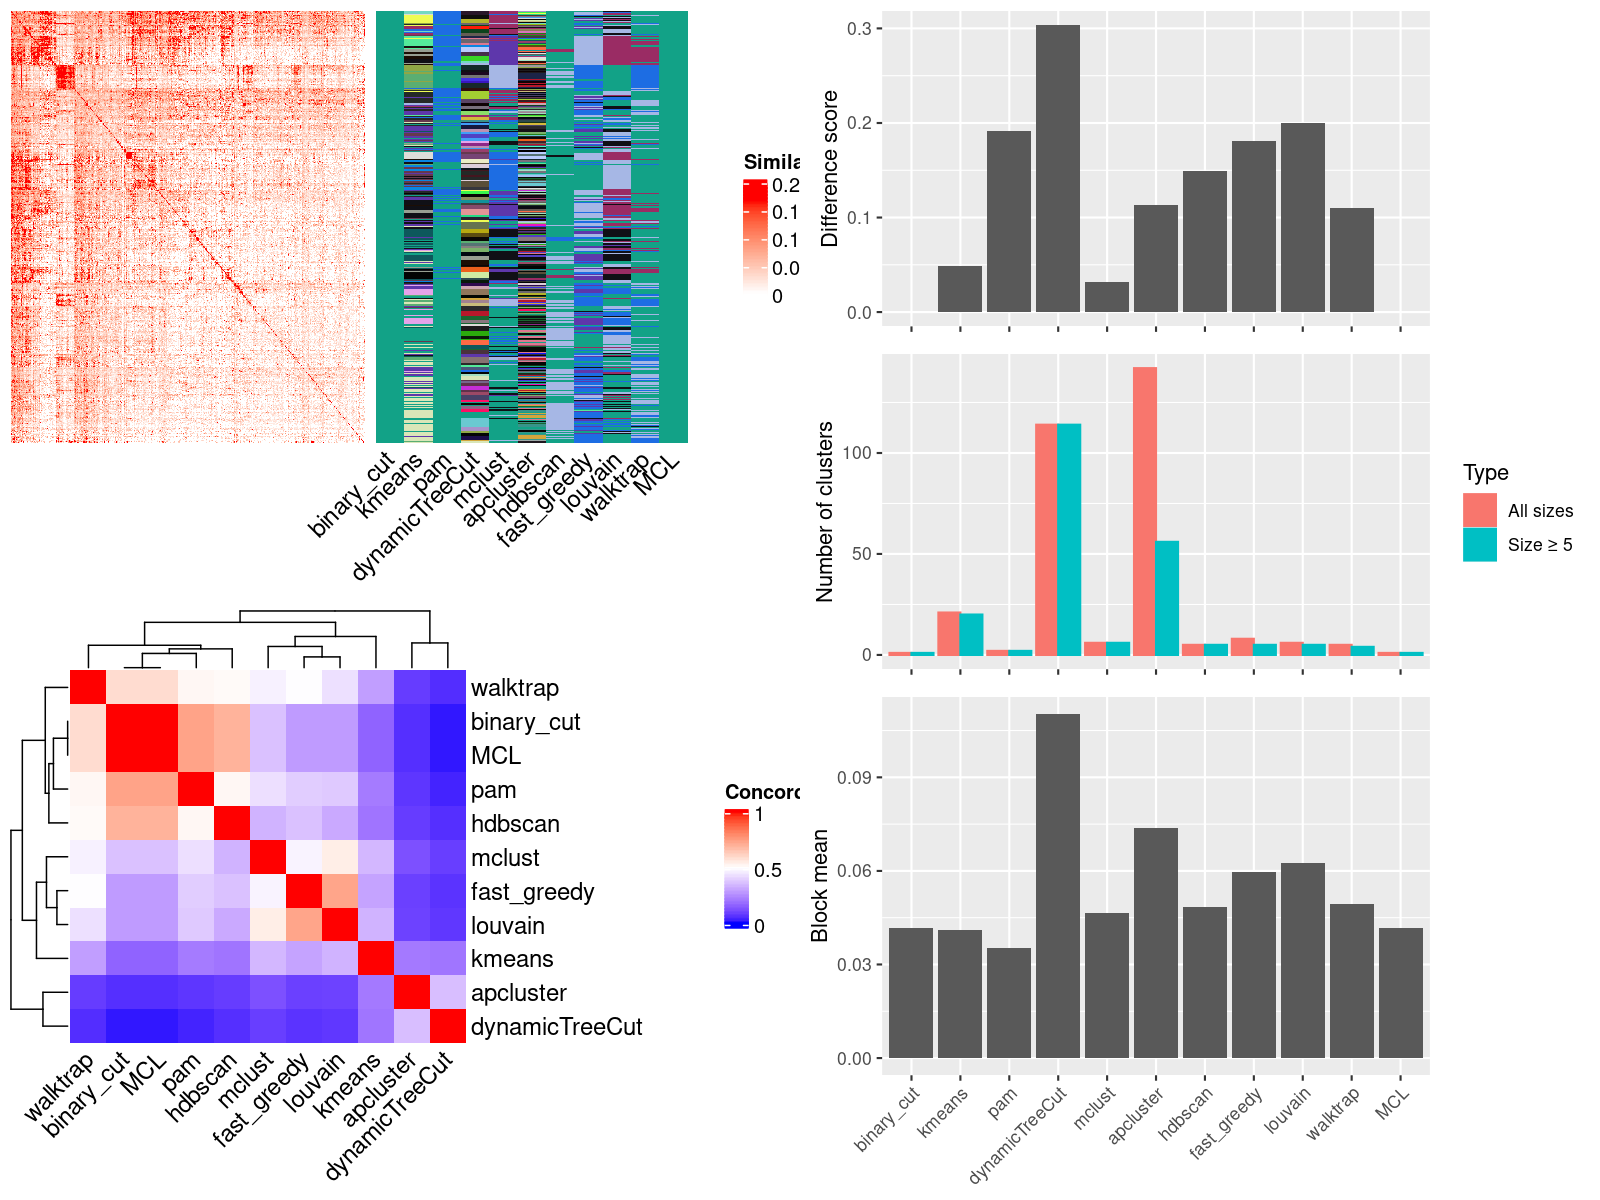 Simila
0.2
0.1
0.1
0.0
0
binary_cut
kmeans
pam
dynamicTreeCut
mclust
apcluster
hdbscan
fast_greedy
louvain
walktrap
MCL
walktrap
binary_cut
MCL
pam
hdbscan
mclust
fast_greedy
louvain
kmeans
apcluster
dynamicTreeCut
walktrap
binary_cut
MCL
pam
hdbscan
mclust
fast_greedy
louvain
kmeans
apcluster
dynamicTreeCut
Concord
1
0.5
0
Difference score
0.3
0.2
0.1
0.0
Number of clusters
100
50
0
Type
All sizes
Size ≥ 5
Block mean
0.09
0.06
0.03
0.00
binary_cut
kmeans
pam
dynamicTreeCut
mclust
apcluster
hdbscan
fast_greedy
louvain
walktrap
MCL